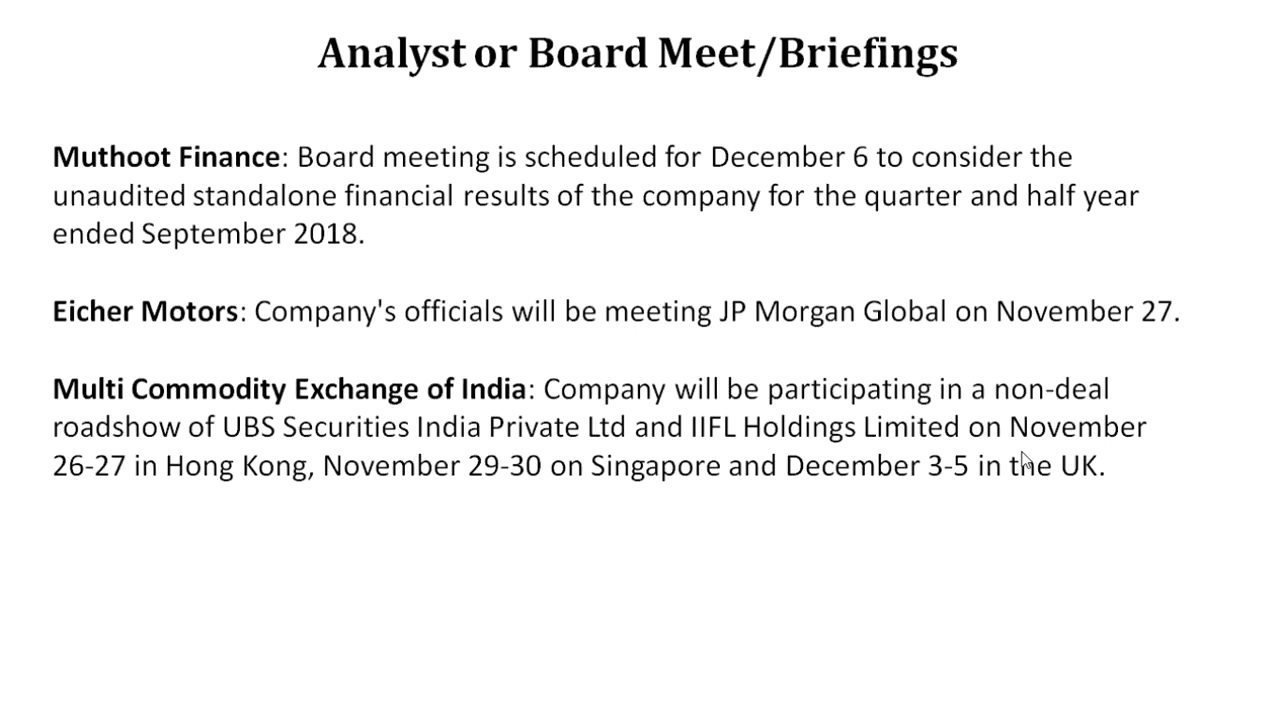 Analyst or Board Meet/Briefings
Muthoot Finance: Board meeting is scheduled for December 6 to consider the
unaudited standalone financial results of the company for the quarter and half year
ended September 2018.
Eicher Motors: Company's officials will be meeting JP Morgan Global on November 27.
Multi Commodity Exchange of India: Company will be participating in a non-deal
roadshow of UBS Securities India Private Ltd and IIFL Holdings Limited on November
26-27 in Hong Kong, November 29-30 on Singapore and December 3-5 in the UK.